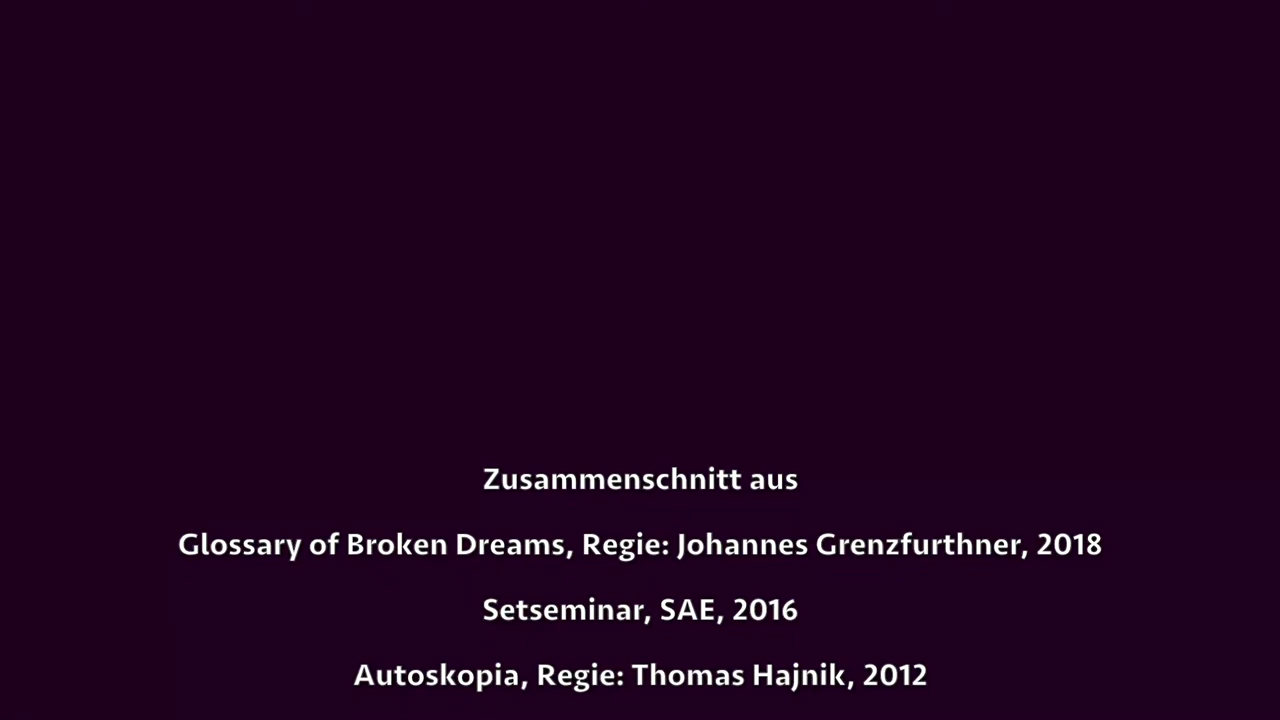 Zusammenschnitt aus
Glossary of Broken Dreams, Regie: Johannes Grenzfurthner, 2018
Setseminar, SAE, 2016
Autoskopia, Regie: Thomas Hajnik, 2012